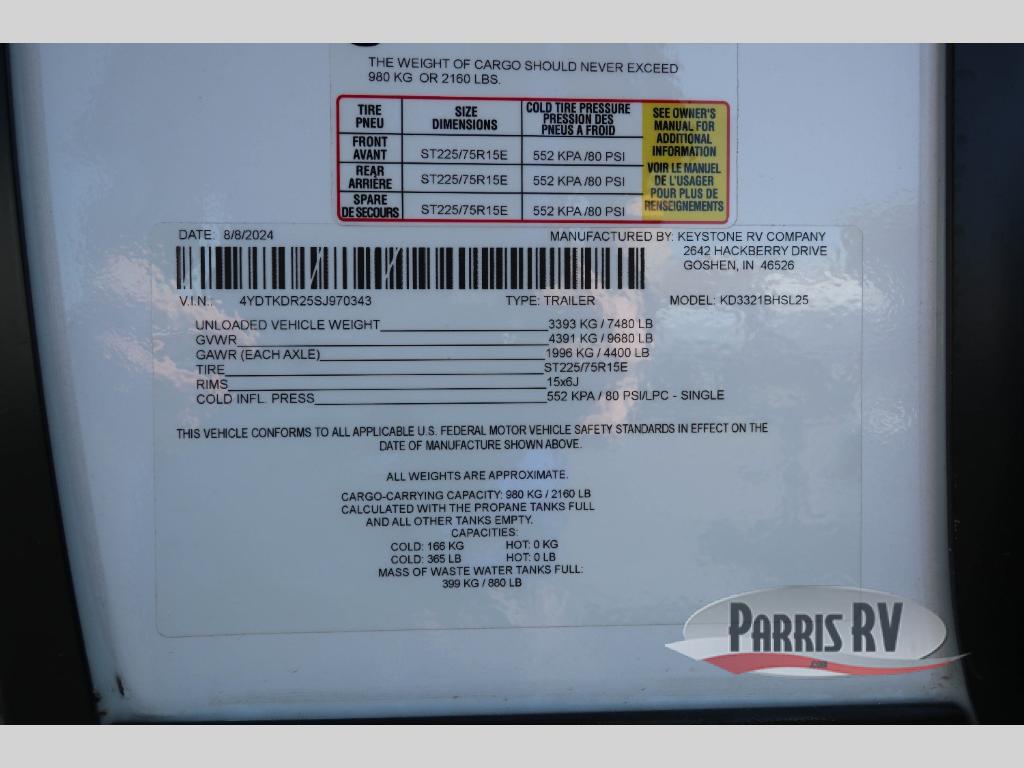 THE WEIGHT OF CARGO SHOULD NEVER EXCEED
980 KG OR 2160 LBS.
TIRE PNEU SIZE DIMENSIONS COLD TIRE PRESSURE PRESSION DES PNEUS A FROID
SEE OWNER'S
MANUAL FOR
ADDITIONAL
INFORMATION
VOIR LE MANUEL
DE L'USAGER
POUR PLUS DE
RENSEIGNEMENTS
FRONT AVANT ST225/75R15E 552 KPA /80 PSI
REAR ARRIÈRE ST225/75R15E 552 KPA /80 PSI
SPARE DE SECOURS ST225/75R15E 552 KPA /80 PSI
DATE: 8/8/2024 MANUFACTURED BY: KEYSTONE RV COMPANY
2642 HACKBERRY DRIVE
GOSHEN, IN 46526
V.I.N.: 4YDTKDR25SJ970343 TYPE: TRAILER MODEL: KD3321BHSL25
UNLOADED VEHICLE WEIGHT 3393 KG / 7480 LB
GVWR 4391 KG / 9680 LB
GAWR (EACH AXLE) 1996 KG / 4400 LB
TIRE ST225/75R15E
RIMS 15x6J
COLD INFL. PRESS 552 KPA / 80 PSI/LPC - SINGLE
THIS VEHICLE CONFORMS TO ALL APPLICABLE U.S. FEDERAL MOTOR VEHICLE SAFETY STANDARDS IN EFFECT ON THE
DATE OF MANUFACTURE SHOWN ABOVE.
ALL WEIGHTS ARE APPROXIMATE.
CARGO-CARRYING CAPACITY: 980 KG / 2160 LB
CALCULATED WITH THE PROPANE TANKS FULL
AND ALL OTHER TANKS EMPTY.
CAPACITIES:
COLD: 166 KG HOT: 0 KG
COLD: 365 LB HOT: 0 LB
MASS OF WASTE WATER TANKS FULL:
399 KG / 880 LB
PARRIS RV
.com